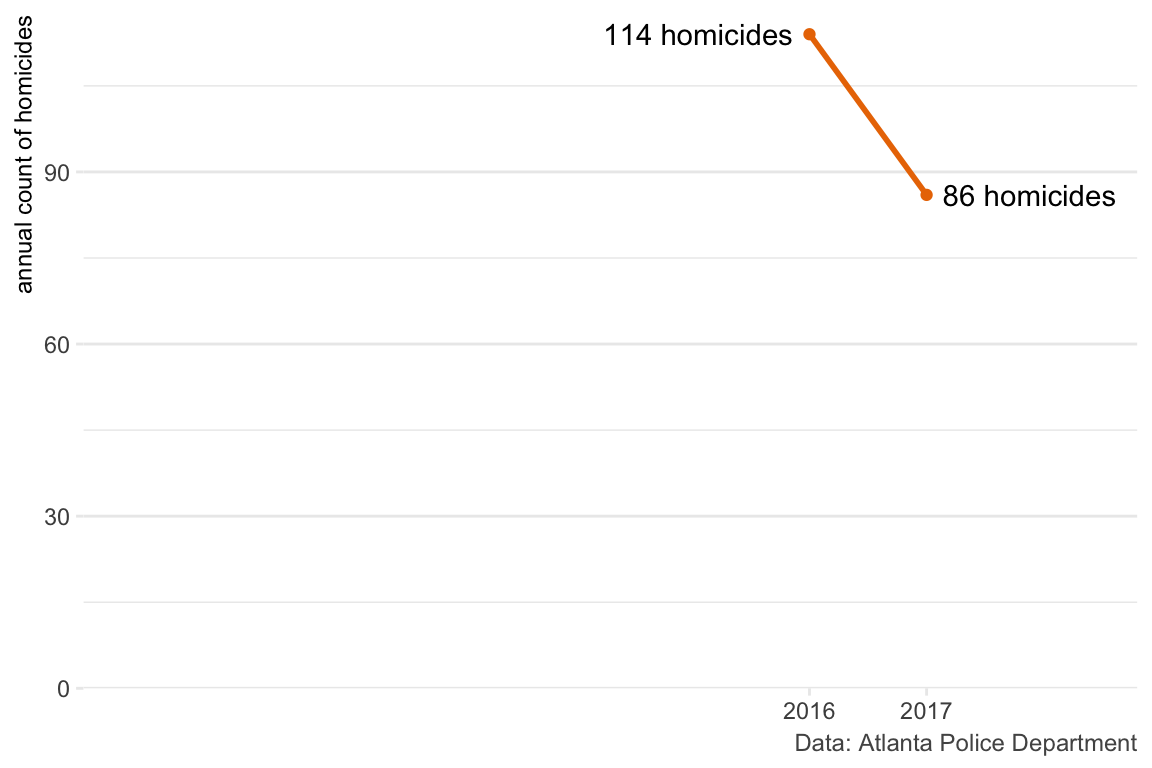 annual count of homicides
114 homicides
90
86 homicides
60
30
0
2016
2017
Data: Atlanta Police Department